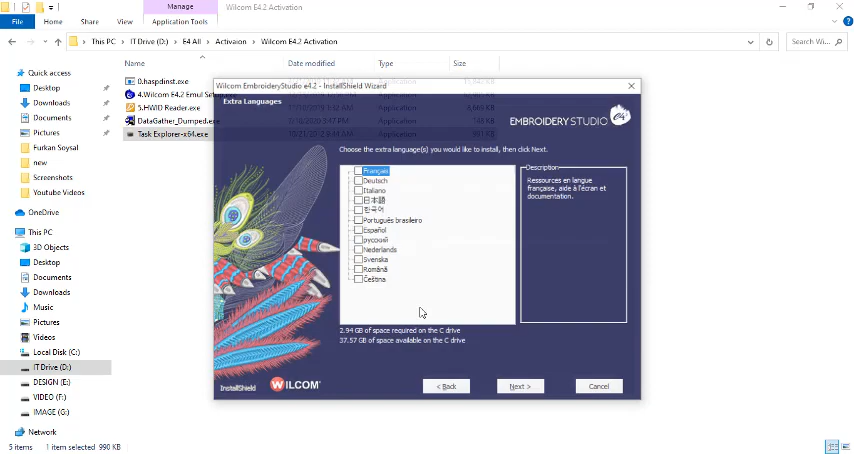 Manage
Wilcom E4.2 Activation
File
Home
Share
View
Application Tools
This PC > IT Drive (D:) > E4 All > Activaion > Wilcom E4.2 Activation
Search Wi...
Name
Date modified
Type
Size
Quick access
Desktop
Downloads
Documents
Pictures
Furkan Soysal
new
Screenshots
Youtube Videos
OneDrive
This PC
3D Objects
Desktop
Documents
Downloads
Music
Pictures
Videos
Local Disk (C:)
IT Drive (D:)
DESIGN (E:)
VIDEO (F:)
IMAGE (G:)
Network
0.haspdinst.exe
4.Wilcom E4.2 Emul Setup.exe
5.HWID Reader.exe
DataGather_Dumped.exe
Task Explorer-x64.exe
Wilcom EmbroideryStudio e4.2 - InstallShield Wizard
Extra Languages
EMBROIDERY STUDIO e4
Choose the extra language(s) you would like to install, then click Next.
Français
Deutsch
Italiano
日本語
한국어
Português brasileiro
Español
русский
Nederlands
Svenska
Română
Čeština
Description
Ressources en langue
française, aide à l'écran et
documentation.
2.94 GB of space required on the C drive
37.57 GB of space available on the C drive
InstallShield
WILCOM
< Back
Next >
Cancel
5 items
1 item selected 990 KB